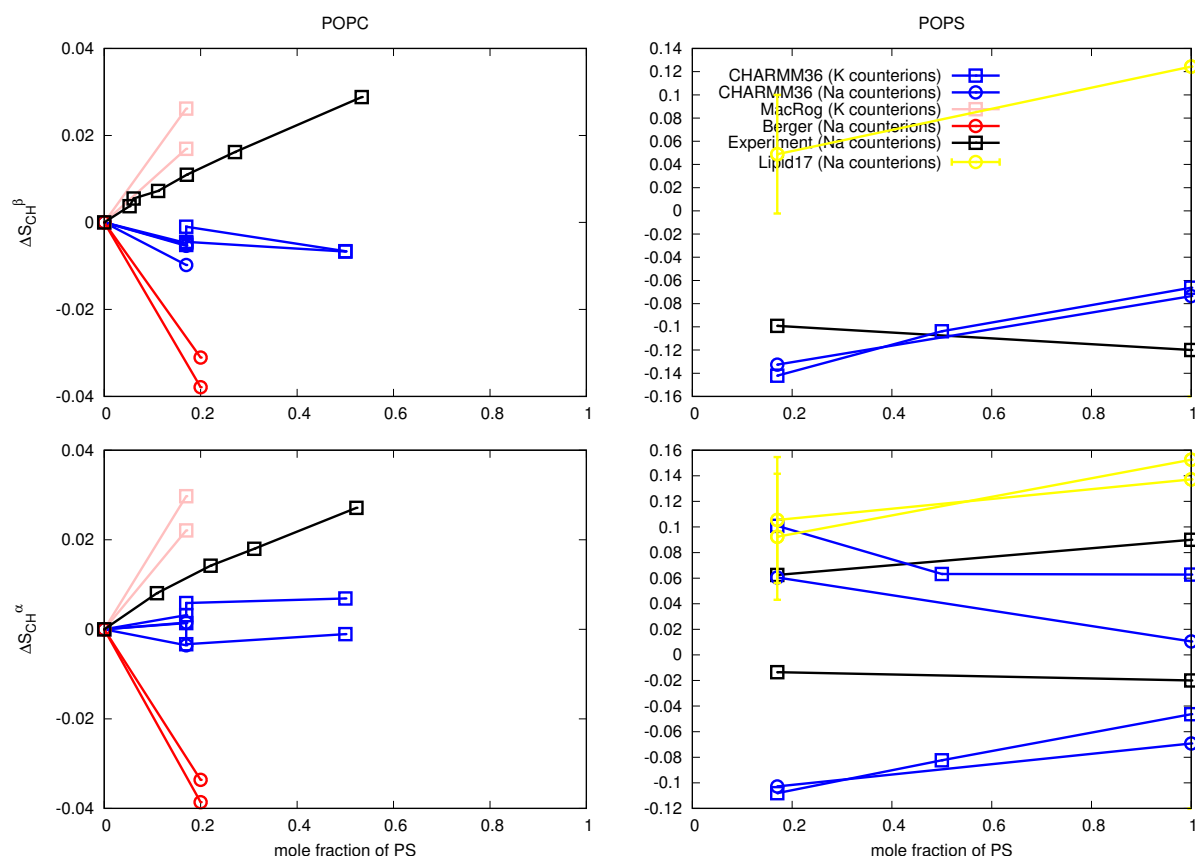 POPC
POPS
0.04
0.02
0
-0.02
-0.04
ΔS_CH^β
0 0.2 0.4 0.6 0.8 1
0.14
0.12
0.1
0.08
0.06
0.04
0.02
0
-0.02
-0.04
-0.06
-0.08
-0.1
-0.12
-0.14
-0.16
CHARMM36 (K counterions)
CHARMM36 (Na counterions)
MacRog (K counterions)
Berger (Na counterions)
Experiment (Na counterions)
Lipid17 (Na counterions)
0 0.2 0.4 0.6 0.8 1
0.04
0.02
0
-0.02
-0.04
ΔS_CH^α
0 0.2 0.4 0.6 0.8 1
mole fraction of PS
0.16
0.14
0.12
0.1
0.08
0.06
0.04
0.02
0
-0.02
-0.04
-0.06
-0.08
-0.1
-0.12
0 0.2 0.4 0.6 0.8 1
mole fraction of PS